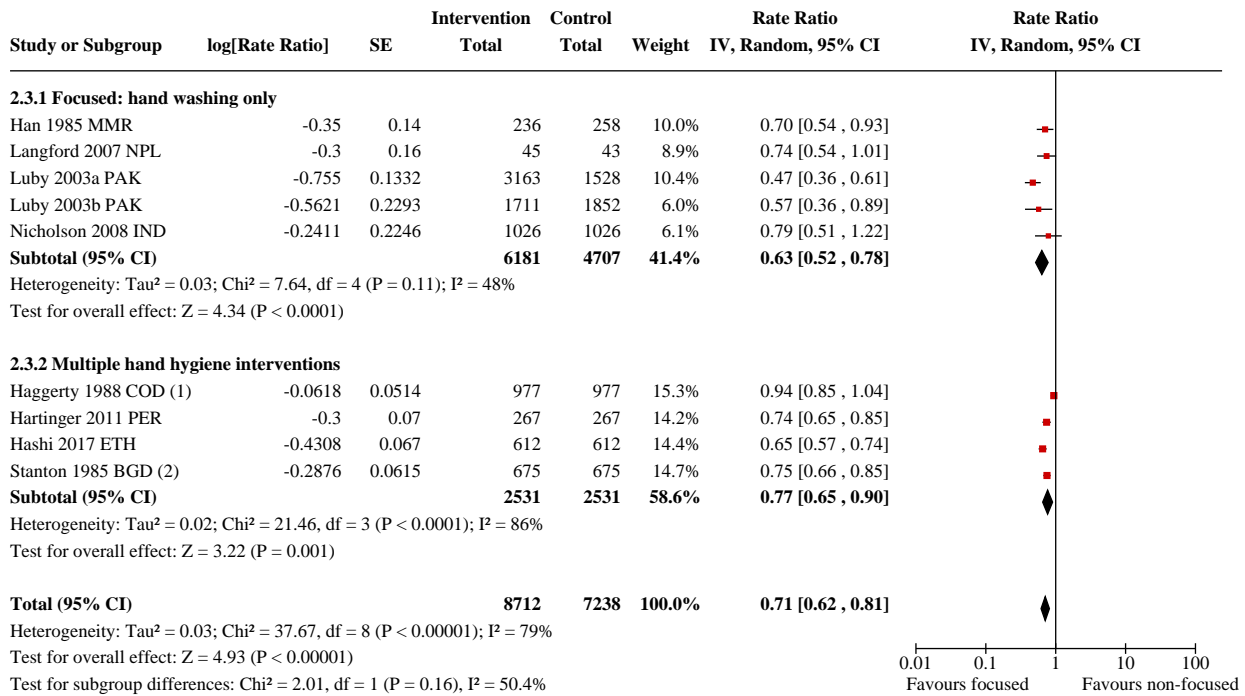 Intervention Control Rate Ratio Rate Ratio
Study or Subgroup log[Rate Ratio] SE Total Total Weight IV, Random, 95% CI IV, Random, 95% CI
2.3.1 Focused: hand washing only
Han 1985 MMR -0.35 0.14 236 258 10.0% 0.70 [0.54 , 0.93]
Langford 2007 NPL -0.3 0.16 45 43 8.9% 0.74 [0.54 , 1.01]
Luby 2003a PAK -0.755 0.1332 3163 1528 10.4% 0.47 [0.36 , 0.61]
Luby 2003b PAK -0.5621 0.2293 1711 1852 6.0% 0.57 [0.36 , 0.89]
Nicholson 2008 IND -0.2411 0.2246 1026 1026 6.1% 0.79 [0.51 , 1.22]
Subtotal (95% CI) 6181 4707 41.4% 0.63 [0.52 , 0.78]
Heterogeneity: Tau² = 0.03; Chi² = 7.64, df = 4 (P = 0.11); I² = 48%
Test for overall effect: Z = 4.34 (P < 0.0001)
2.3.2 Multiple hand hygiene interventions
Haggerty 1988 COD (1) -0.0618 0.0514 977 977 15.3% 0.94 [0.85 , 1.04]
Hartinger 2011 PER -0.3 0.07 267 267 14.2% 0.74 [0.65 , 0.85]
Hashi 2017 ETH -0.4308 0.067 612 612 14.4% 0.65 [0.57 , 0.74]
Stanton 1985 BGD (2) -0.2876 0.0615 675 675 14.7% 0.75 [0.66 , 0.85]
Subtotal (95% CI) 2531 2531 58.6% 0.77 [0.65 , 0.90]
Heterogeneity: Tau² = 0.02; Chi² = 21.46, df = 3 (P < 0.0001); I² = 86%
Test for overall effect: Z = 3.22 (P = 0.001)
Total (95% CI) 8712 7238 100.0% 0.71 [0.62 , 0.81]
Heterogeneity: Tau² = 0.03; Chi² = 37.67, df = 8 (P < 0.00001); I² = 79%
Test for overall effect: Z = 4.93 (P < 0.00001)
0.01 0.1 1 10 100
Test for subgroup differences: Chi² = 2.01, df = 1 (P = 0.16), I² = 50.4%
Favours focused Favours non-focused